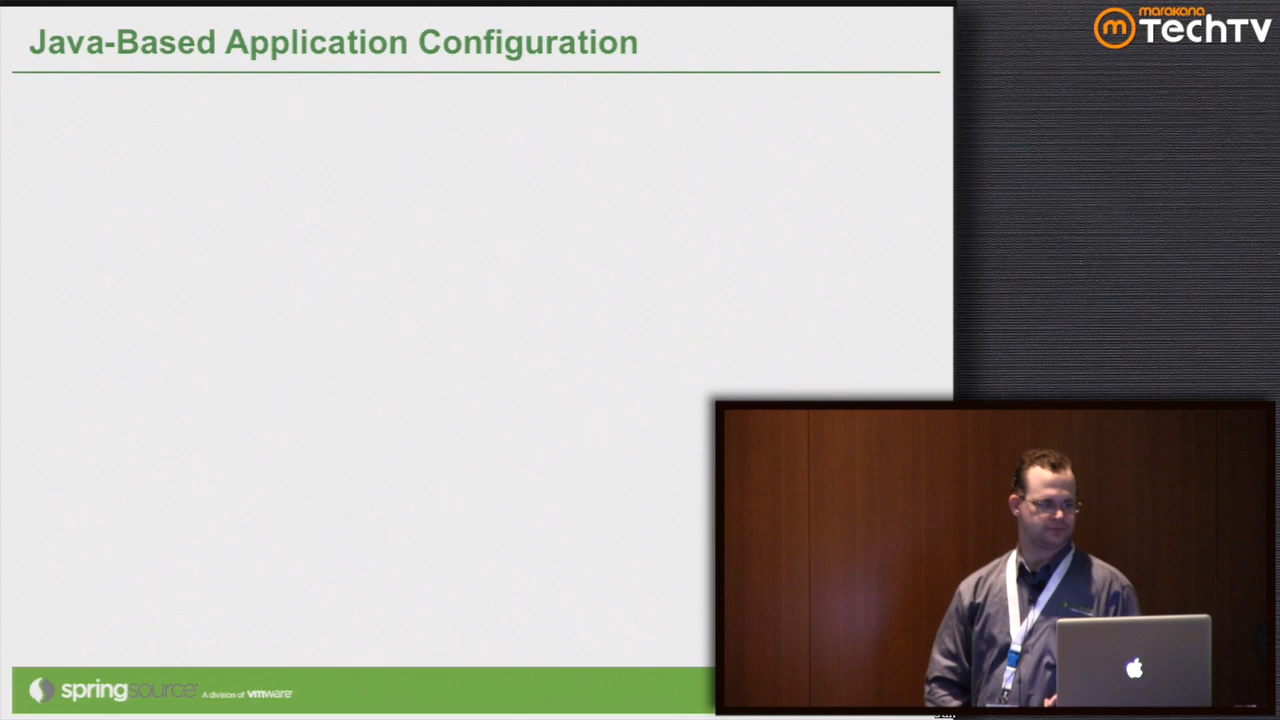 Java-Based Application Configuration
marakana
m TechTV
springsource A division of vmware